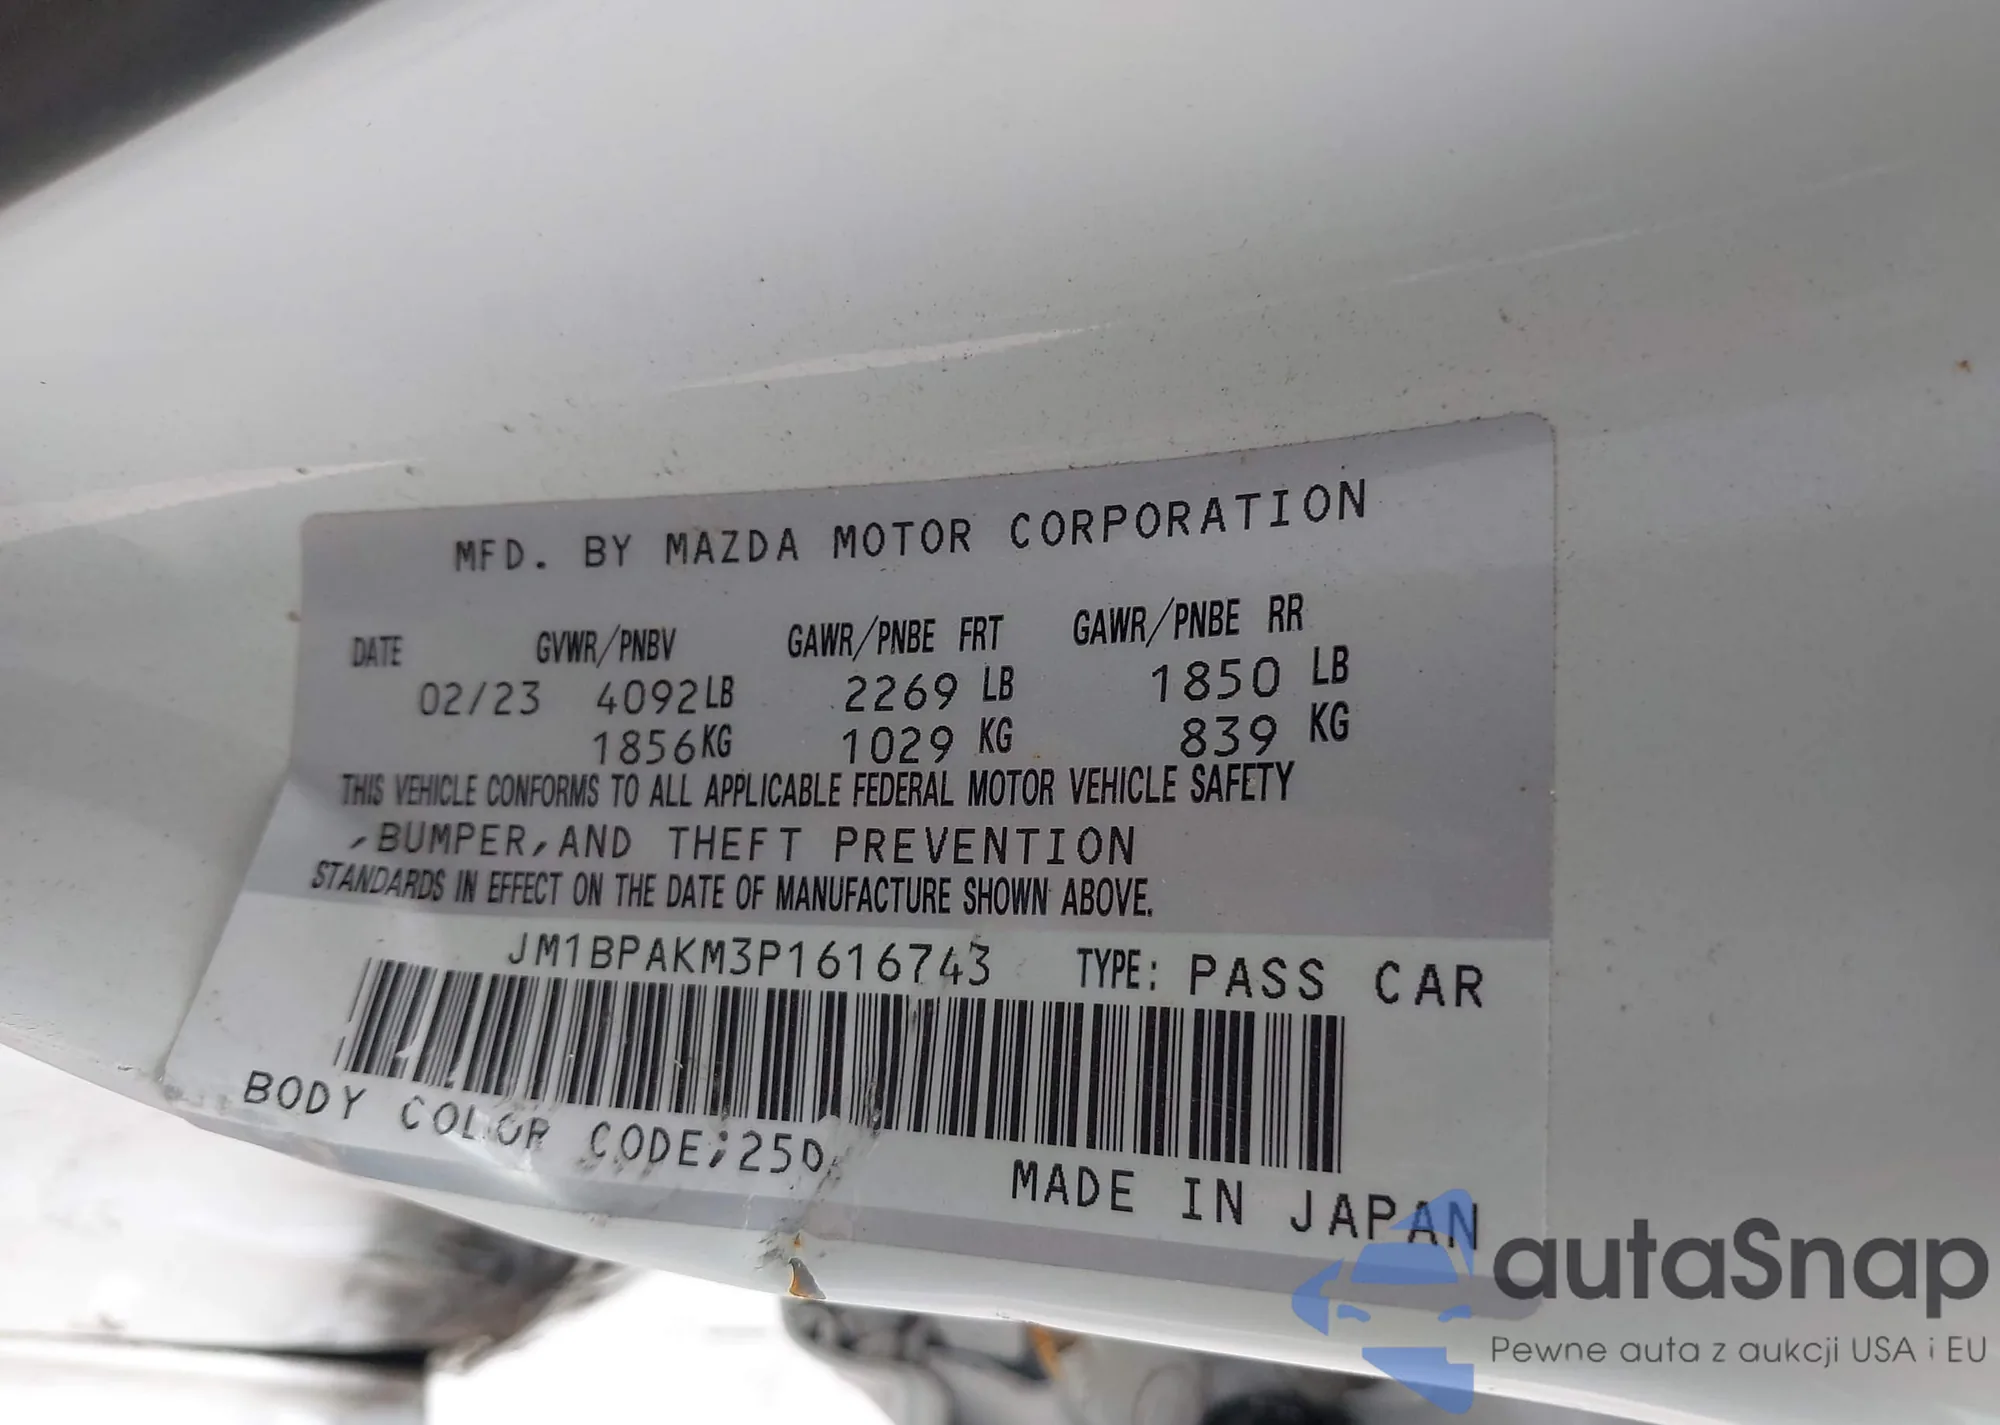 MFD. BY MAZDA MOTOR CORPORATION
DATE GVWR/PNBV GAWR/PNBE FRT GAWR/PNBE RR
02/23 4092LB 2269 LB 1850 LB
1856KG 1029 KG 839 KG
THIS VEHICLE CONFORMS TO ALL APPLICABLE FEDERAL MOTOR VEHICLE SAFETY
,BUMPER,AND THEFT PREVENTION
STANDARDS IN EFFECT ON THE DATE OF MANUFACTURE SHOWN ABOVE.
JM1BPAKM3P1616743 TYPE: PASS CAR
BODY COLOR CODE;25D
MADE IN JAPAN
autaSnap
Pewne auta z aukcji USA i EU